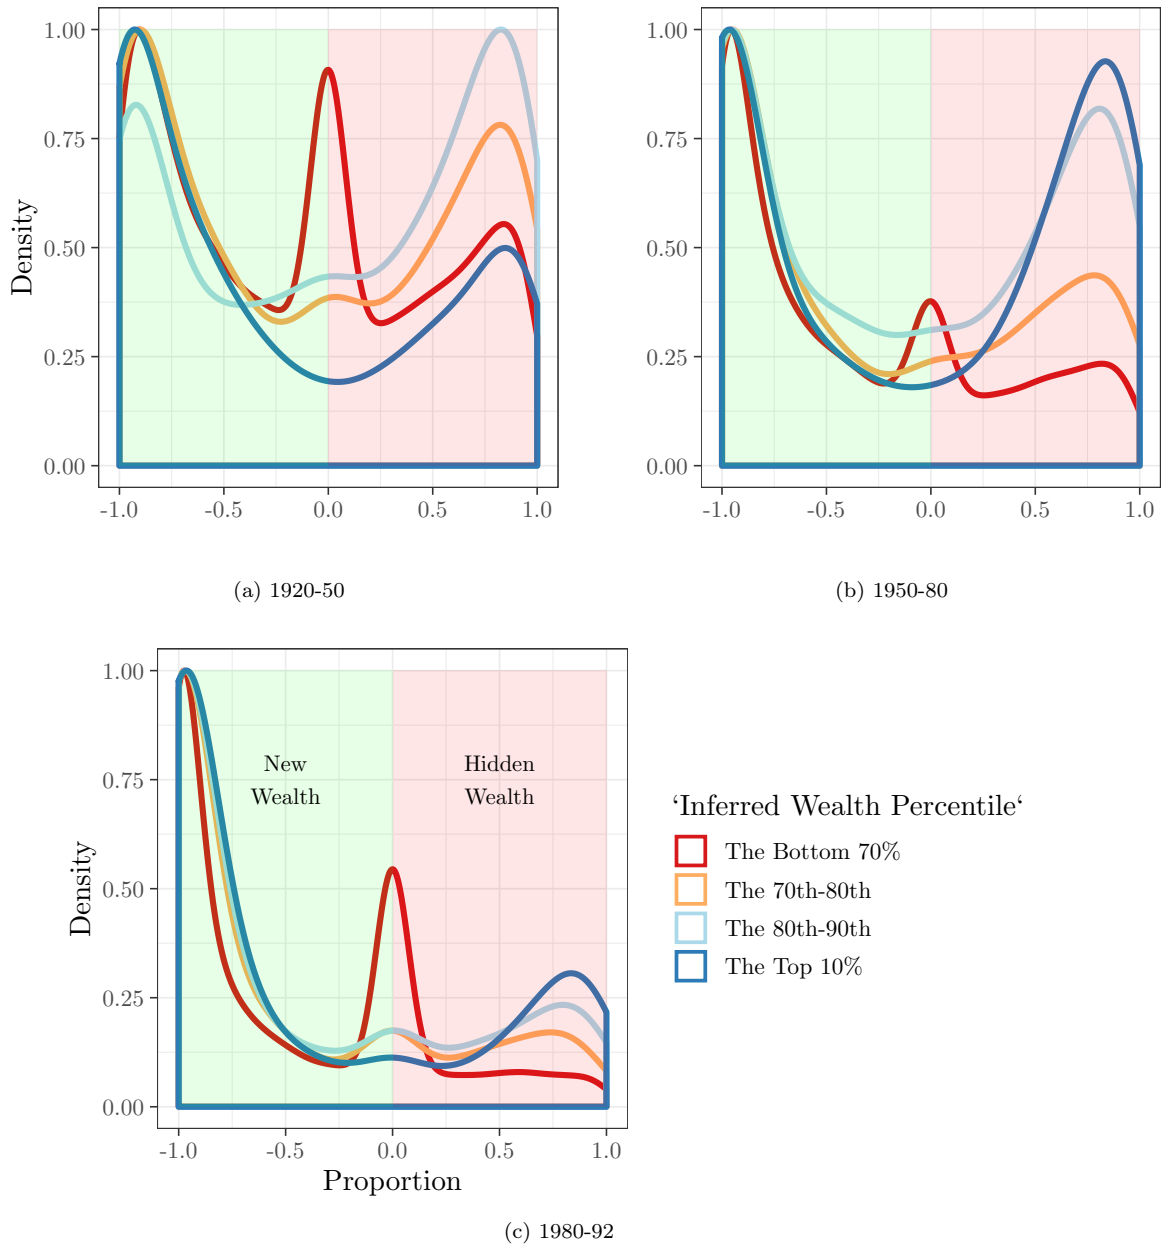 1.00
0.75
0.50
0.25
0.00
Density
-1.0 -0.5 0.0 0.5 1.0
(a) 1920-50
1.00
0.75
0.50
0.25
0.00
-1.0 -0.5 0.0 0.5 1.0
(b) 1950-80
1.00
0.75
0.50
0.25
0.00
Density
New
Wealth
Hidden
Wealth
-1.0 -0.5 0.0 0.5 1.0
Proportion
‘Inferred Wealth Percentile‘
The Bottom 70%
The 70th-80th
The 80th-90th
The Top 10%
(c) 1980-92